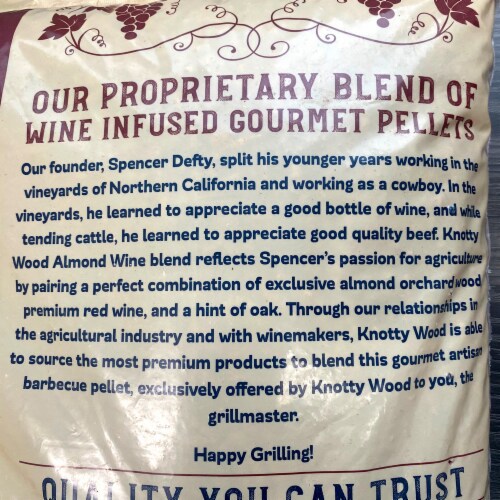 OUR PROPRIETARY BLEND OF
WINE INFUSED GOURMET PELLETS
Our founder, Spencer Defty, split his younger years working in the
vineyards of Northern California and working as a cowboy. In the
vineyards, he learned to appreciate a good bottle of wine, and while
tending cattle, he learned to appreciate good quality beef. Knotty
Wood Almond Wine blend reflects Spencer's passion for agriculture
by pairing a perfect combination of exclusive almond orchard wood,
premium red wine, and a hint of oak. Through our relationships in
the agricultural industry and with winemakers, Knotty Wood is able
to source the most premium products to blend this gourmet artisan
barbecue pellet, exclusively offered by Knotty Wood to you, the
grillmaster.
Happy Grilling!
QUALITY YOU CAN TRUST